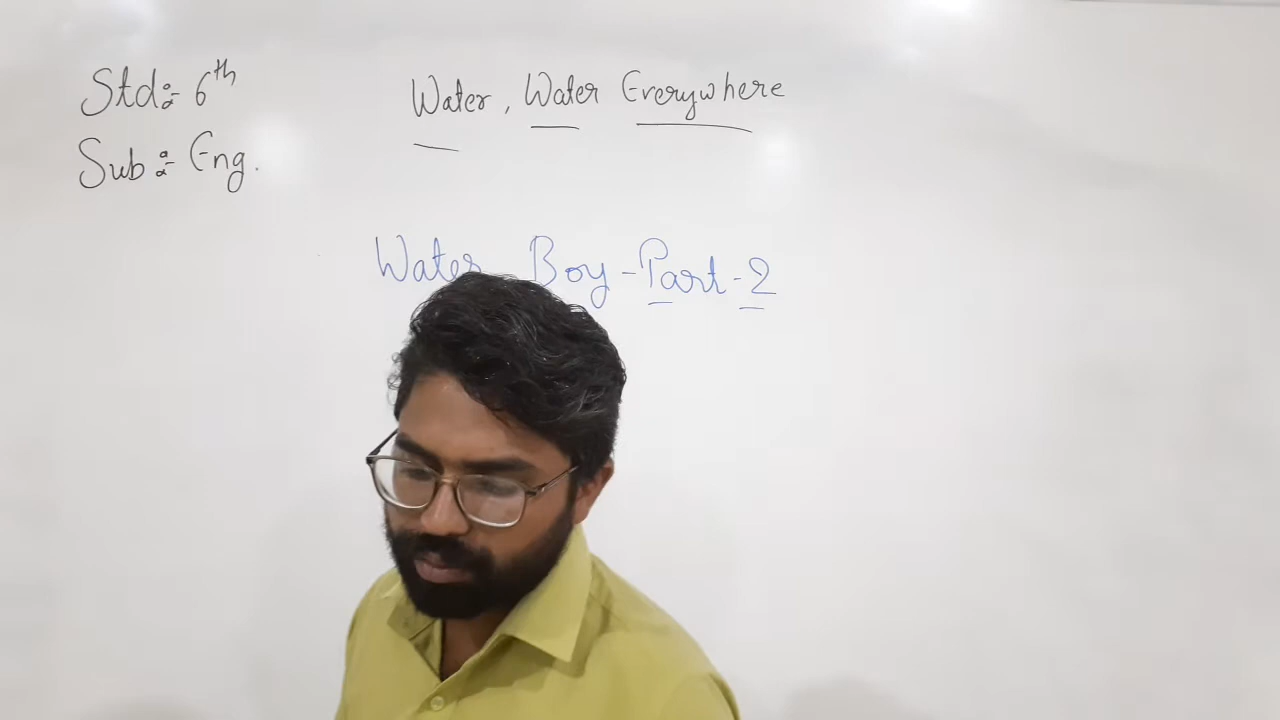 Std:- 6th
Sub:- Eng.
Water, Water Everywhere
Water Boy - Part - 2